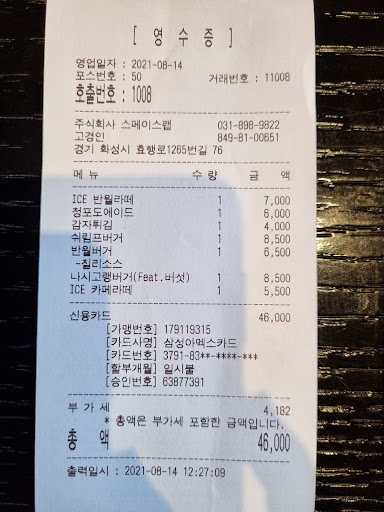 [ 영 수 증 ]
영업일자 : 2021-08-14
포스번호 : 50 거래번호 : 11008
호출번호 : 1008
주식회사 스페이스랩 031-898-9822
고경인 849-81-00651
경기 화성시 효행로1265번길 76
메 뉴 수 량 금 액
ICE 반월라떼 1 7,000
청포도에이드 1 6,000
감자튀김 1 4,000
쉬림프버거 1 8,500
반월버거 1 6,500
-칠리소스
나시고랭버거(Feat.버섯) 1 8,500
ICE 카페라떼 1 5,500
신용카드 46,000
[가맹번호] 179119315
[카드사명] 삼성아멕스카드
[카드번호] 3791-83**-****-***
[할부개월] 일시불
[승인번호] 63877391
부 가 세 4,182
* 총액은 부가세 포함한 금액입니다.
총 액 46,000
출력일시 : 2021-08-14 12:27:09